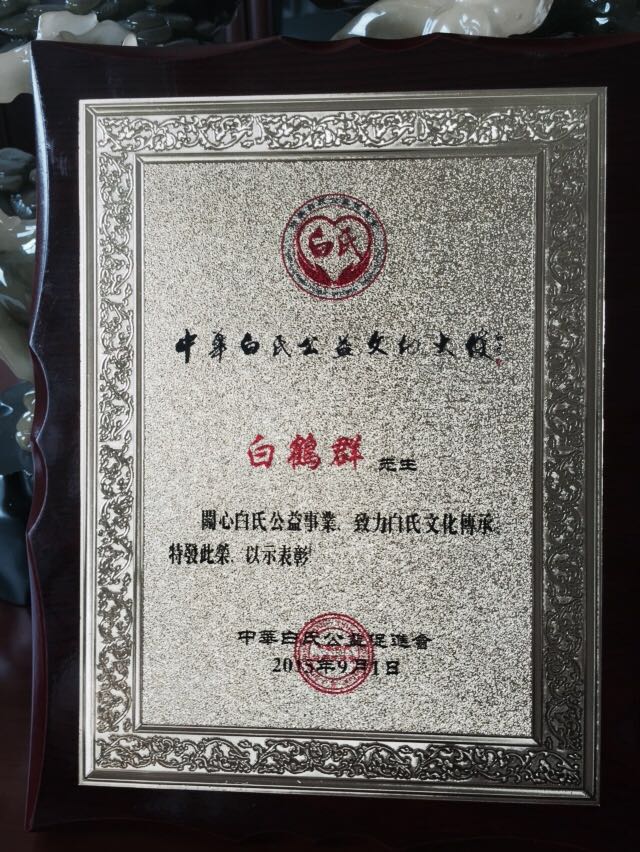 白氏
中華白氏公益文化大使
白鶴群 先生
關心白氏公益事業、致力白氏文化傳承、
特發此榮，以示表彰
中華白氏公益促進會
2015年9月1日